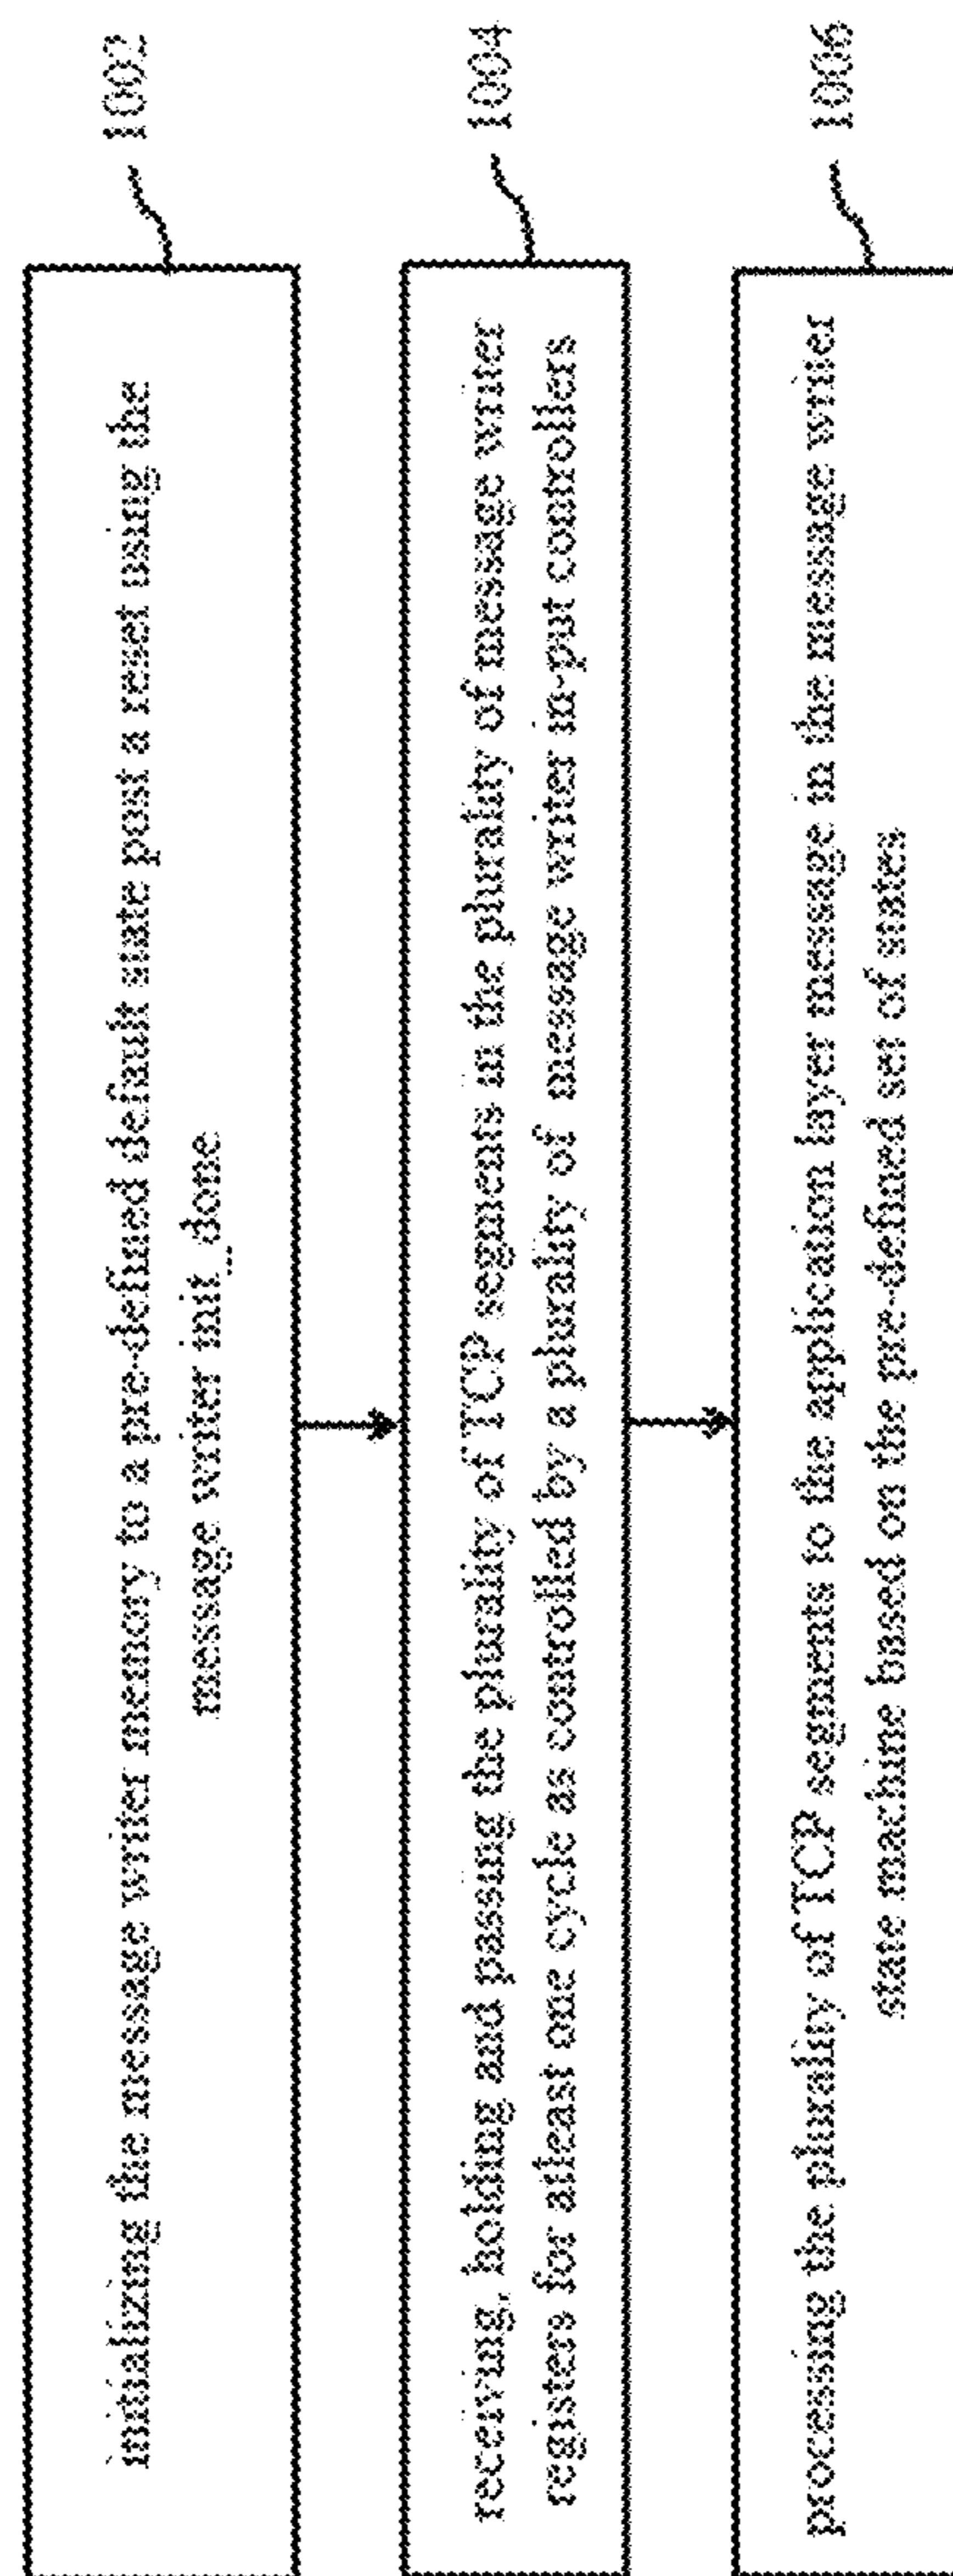 initializing the message writer memory to a pre-defined default state post a reset using the
message writer init_done
1002
receiving, holding and passing the plurality of TCP segments in the plurality of message writer
registers for atleast one cycle as controlled by a plurality of message writer in-put controllers
1004
processing the plurality of TCP segments to the application layer message in the message writer
state machine based on the pre-defined set of states
1006